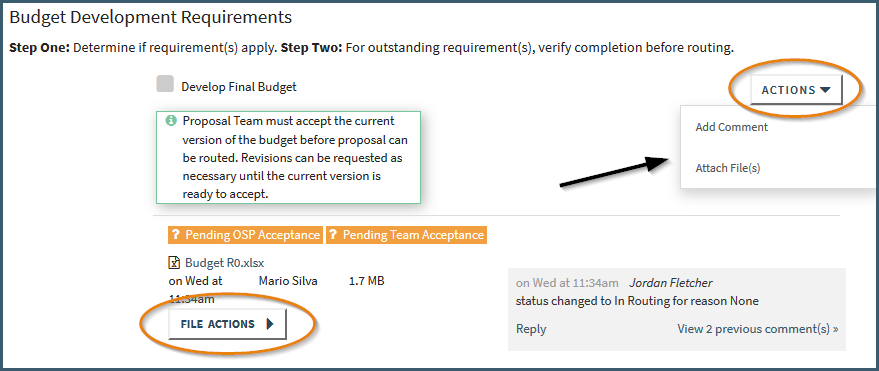 Budget Development Requirements
Step One: Determine if requirement(s) apply. Step Two: For outstanding requirement(s), verify completion before routing.
Develop Final Budget
ACTIONS
Add Comment
Attach File(s)
Proposal Team must accept the current
version of the budget before proposal can
be routed. Revisions can be requested as
necessary until the current version is
ready to accept.
? Pending OSP Acceptance ? Pending Team Acceptance
Budget R0.xlsx
on Wed at Mario Silva 1.7 MB
11:34am
FILE ACTIONS
on Wed at 11:34am Jordan Fletcher
status changed to In Routing for reason None
Reply View 2 previous comment(s) »